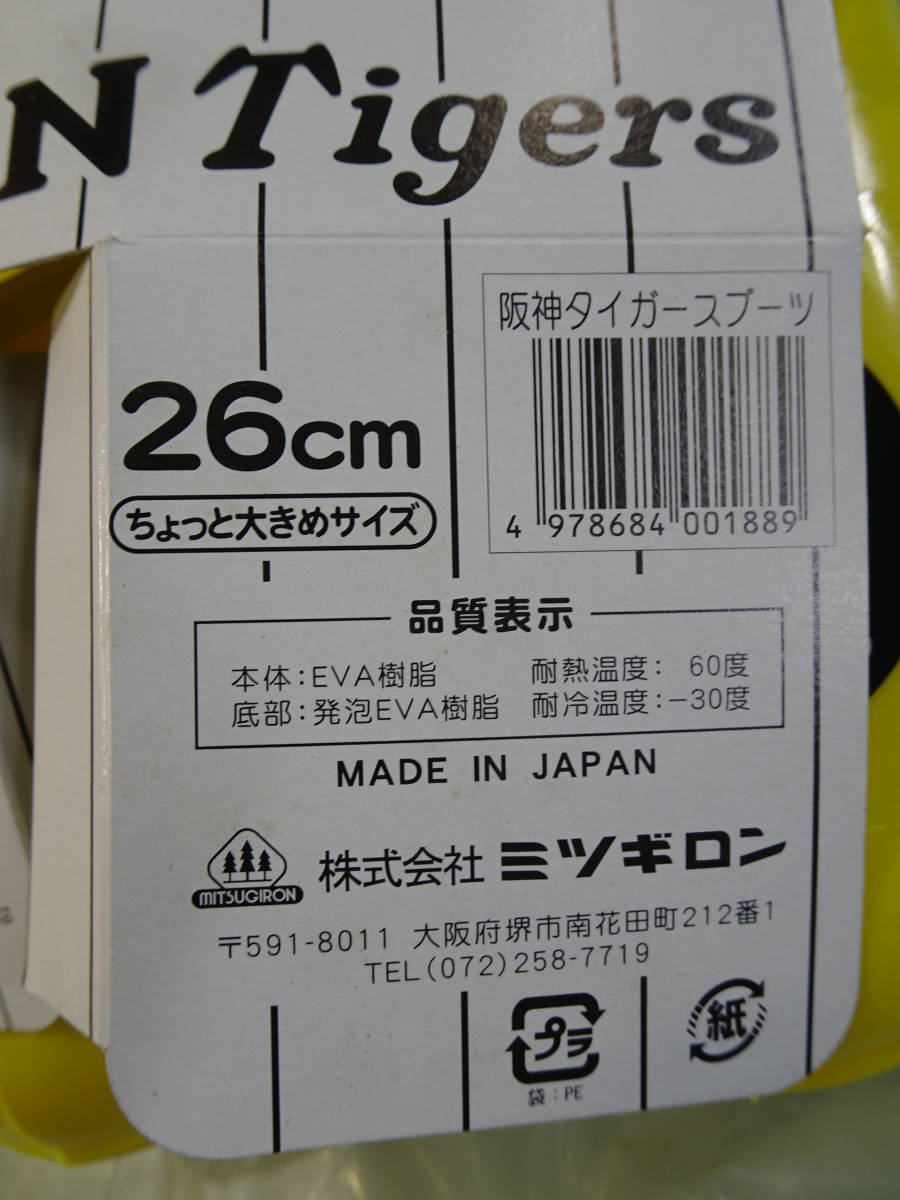 N Tigers
阪神タイガースブーツ
4 978684 001889
26cm
ちょっと大きめサイズ
品質表示
本体:EVA樹脂 耐熱温度: 60度
底部:発泡EVA樹脂 耐冷温度:-30度
MADE IN JAPAN
MITSUGIRON
株式会社 ミツギロン
〒591-8011 大阪府堺市南花田町212番1
TEL(072)258-7719
プラ
袋:PE
紙